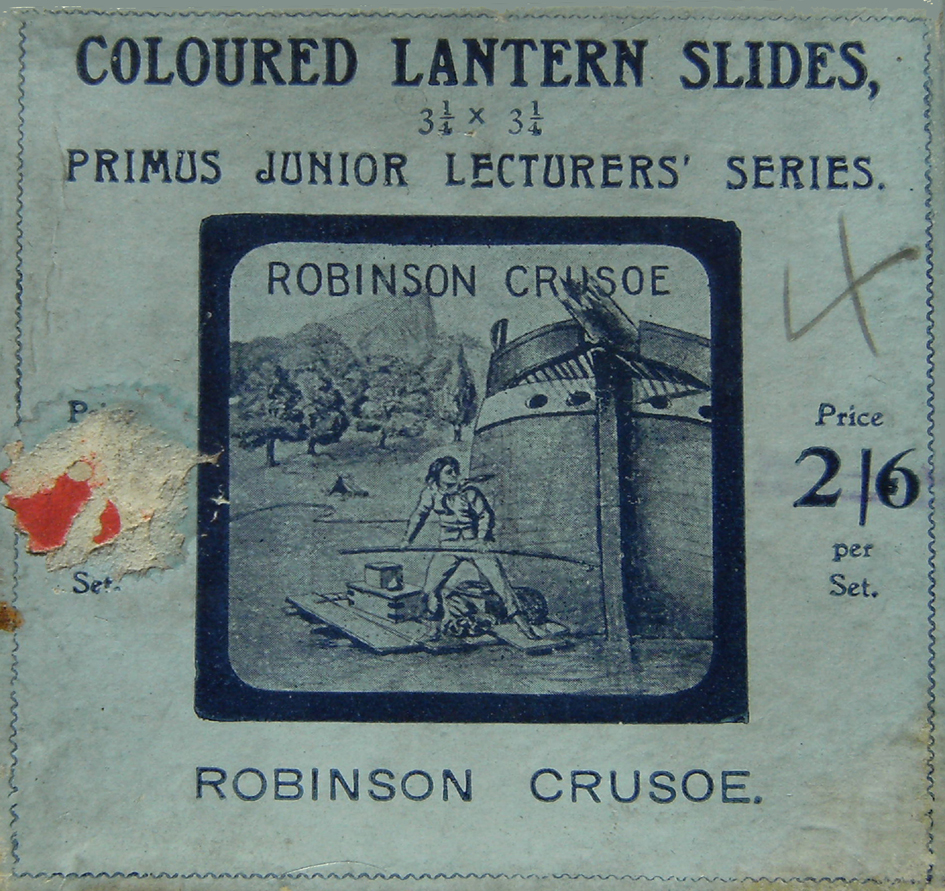 COLOURED LANTERN SLIDES,
3¼ × 3¼
PRIMUS JUNIOR LECTURERS' SERIES.
ROBINSON CRUSOE
4
Price
2/6
per
Set.
Set.
ROBINSON CRUSOE.